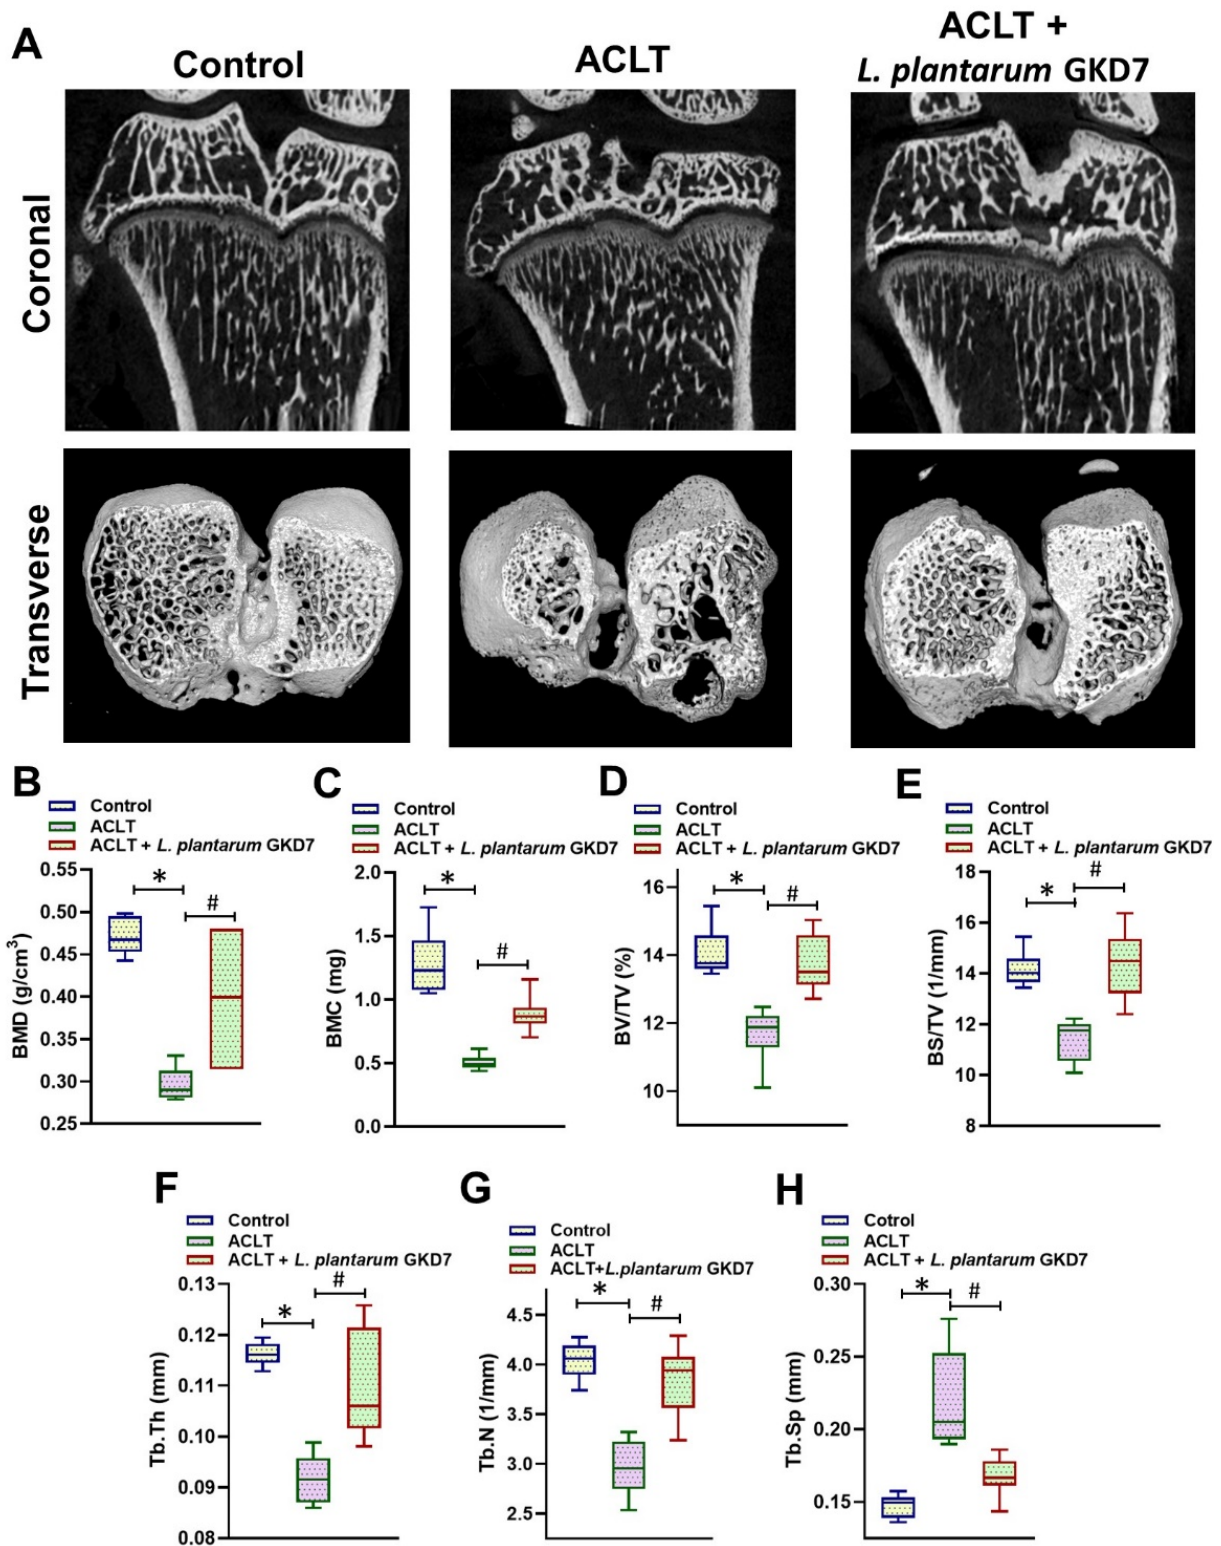 A
Control
ACLT
ACLT +
L. plantarum GKD7
Coronal
Transverse
B
Control
ACLT
ACLT + L. plantarum GKD7
0.55
0.50
0.45
0.40
0.35
0.30
0.25
BMD (g/cm³)
*
#
C
Control
ACLT
ACLT + L. plantarum GKD7
2.0
1.5
1.0
0.5
0.0
BMC (mg)
*
#
D
Control
ACLT
ACLT + L. plantarum GKD7
16
14
12
10
BV/TV (%)
*
#
E
Control
ACLT
ACLT + L. plantarum GKD7
18
16
14
12
10
8
BS/TV (1/mm)
*
#
F
Control
ACLT
ACLT + L. plantarum GKD7
0.13
0.12
0.11
0.10
0.09
0.08
Tb.Th (mm)
*
#
G
Control
ACLT
ACLT+L.plantarum GKD7
4.5
4.0
3.5
3.0
2.5
Tb.N (1/mm)
*
#
H
Cotrol
ACLT
ACLT + L. plantarum GKD7
0.30
0.25
0.20
0.15
Tb.Sp (mm)
*
#